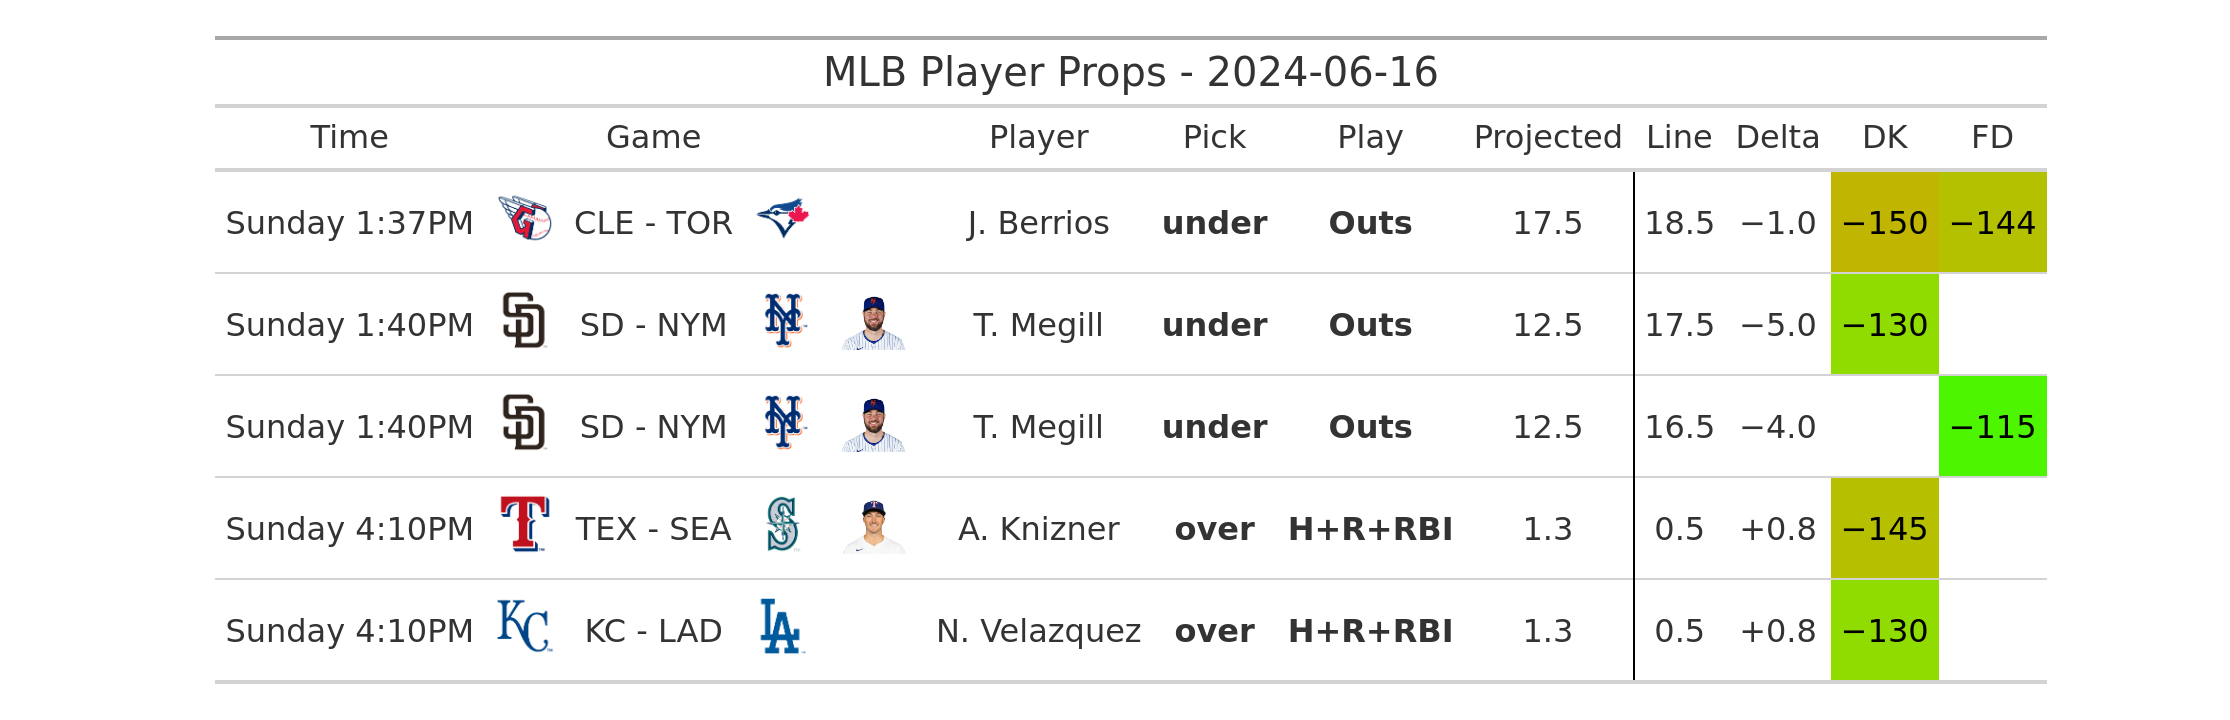 MLB Player Props - 2024-06-16
Time Game Player Pick Play Projected Line Delta DK FD
Sunday 1:37PM CLE - TOR J. Berrios under Outs 17.5 18.5 −1.0 −150 −144
Sunday 1:40PM SD - NYM T. Megill under Outs 12.5 17.5 −5.0 −130
Sunday 1:40PM SD - NYM T. Megill under Outs 12.5 16.5 −4.0 −115
Sunday 4:10PM TEX - SEA A. Knizner over H+R+RBI 1.3 0.5 +0.8 −145
Sunday 4:10PM KC - LAD N. Velazquez over H+R+RBI 1.3 0.5 +0.8 −130